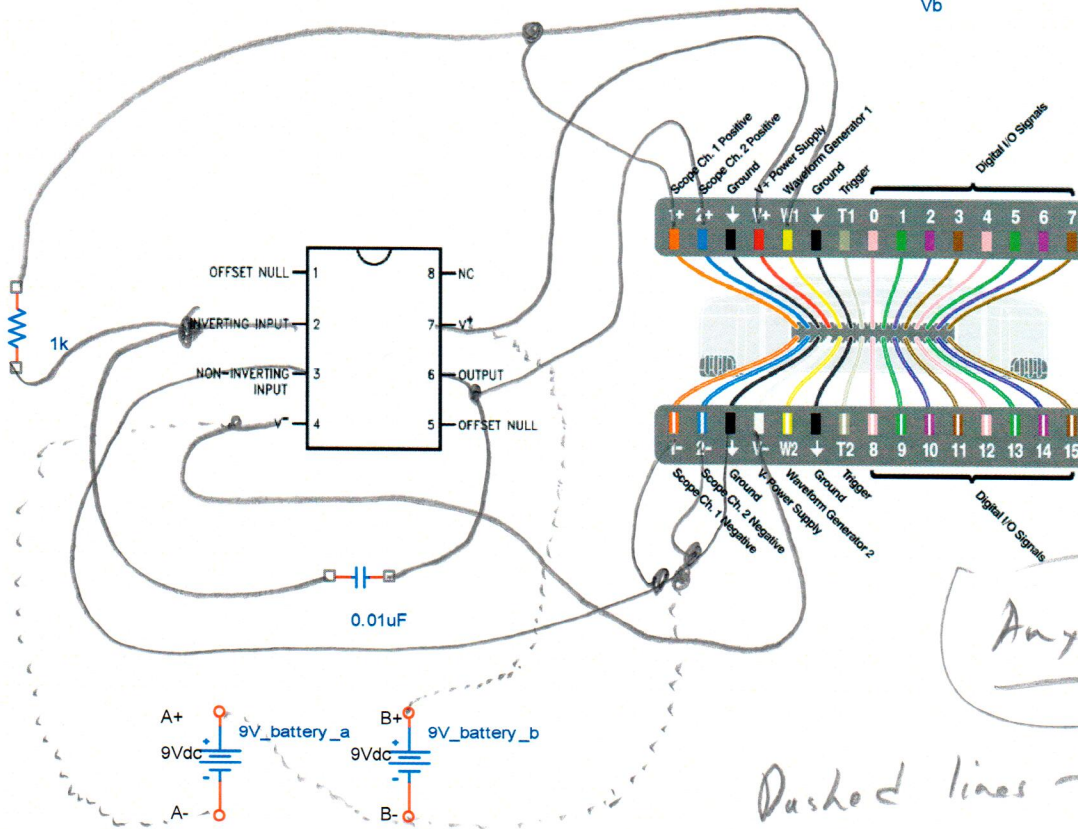 Vb
Scope Ch. 1 Positive
Scope Ch. 2 Positive
Ground
V+ Power Supply
Waveform Generator 1
Ground
Trigger
Digital I/O Signals
1+ 2+ V+ W1 T1 0 1 2 3 4 5 6 7
OFFSET NULL 1 8 NC
INVERTING INPUT 2 7 V+
1k
NON-INVERTING INPUT 3 6 OUTPUT
V- 4 5 OFFSET NULL
1- 2- V- W2 T2 8 9 10 11 12 13 14 15
Scope Ch. 1 Negative
Scope Ch. 2 Negative
Ground
V- Power Supply
Waveform Generator 2
Ground
Trigger
Digital I/O Signals
0.01uF
Any
A+ 9V_battery_a B+ 9V_battery_b
+ +
9Vdc 9Vdc
- -
A- B-
Dashed lines -